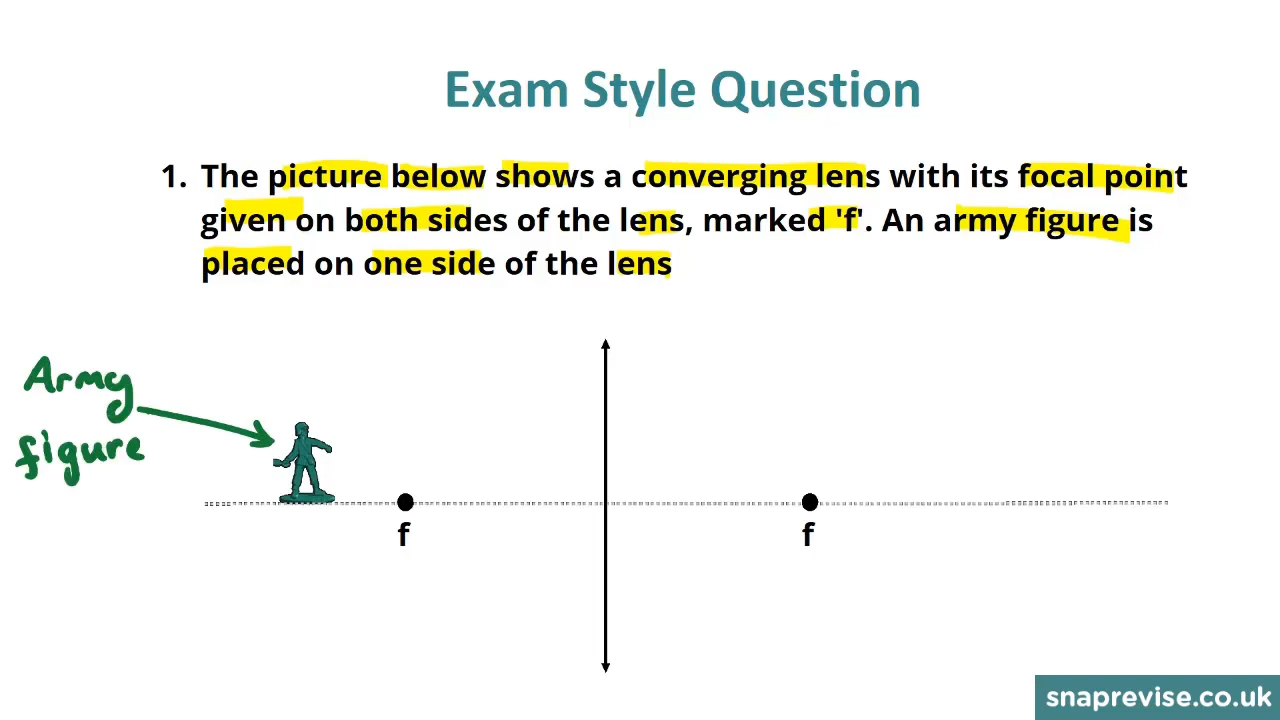 Exam Style Question
1. The picture below shows a converging lens with its focal point
given on both sides of the lens, marked 'f'. An army figure is
placed on one side of the lens
Army
figure
f
f
snaprevise.co.uk